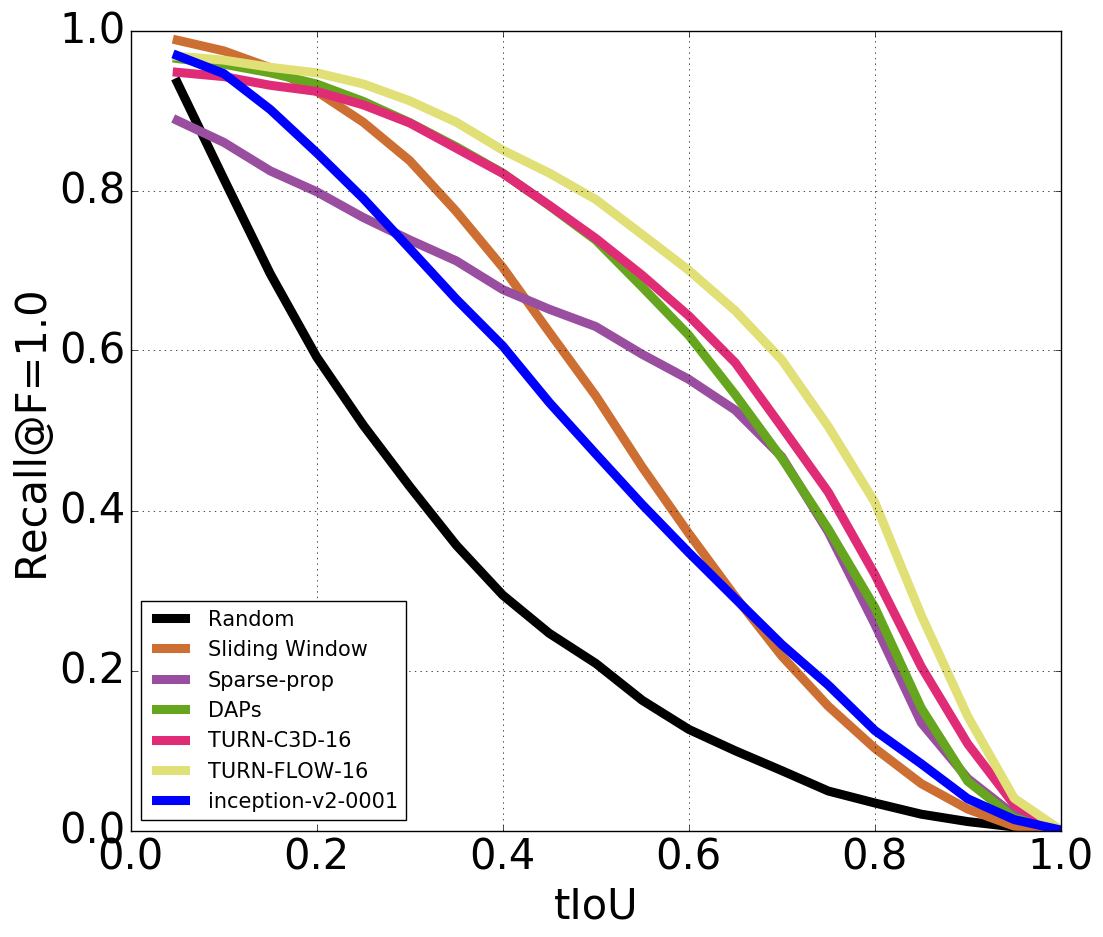 1.0
0.8
0.6
0.4
0.2
0.0
Recall@F=1.0
Random
Sliding Window
Sparse-prop
DAPs
TURN-C3D-16
TURN-FLOW-16
inception-v2-0001
0.0 0.2 0.4 0.6 0.8 1.0
tIoU